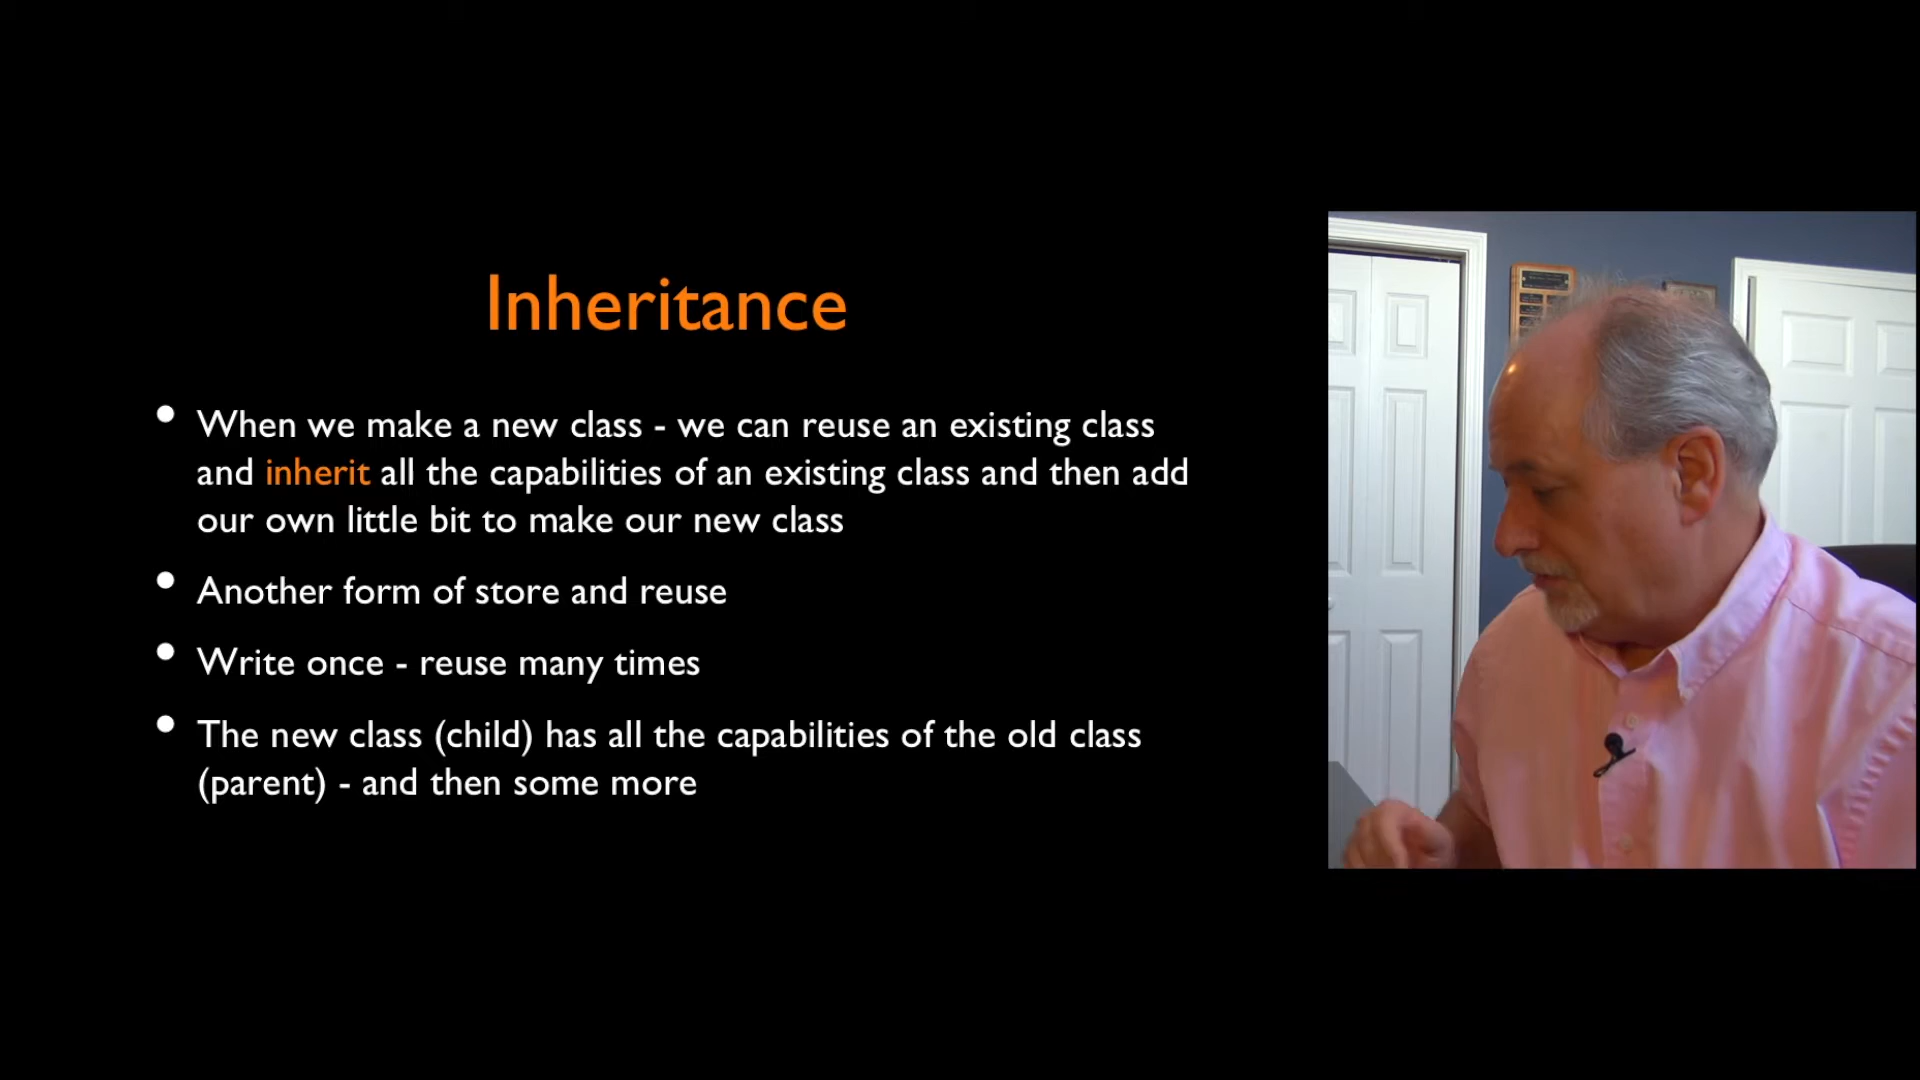 Inheritance
• When we make a new class - we can reuse an existing class
and inherit all the capabilities of an existing class and then add
our own little bit to make our new class
• Another form of store and reuse
• Write once - reuse many times
• The new class (child) has all the capabilities of the old class
(parent) - and then some more